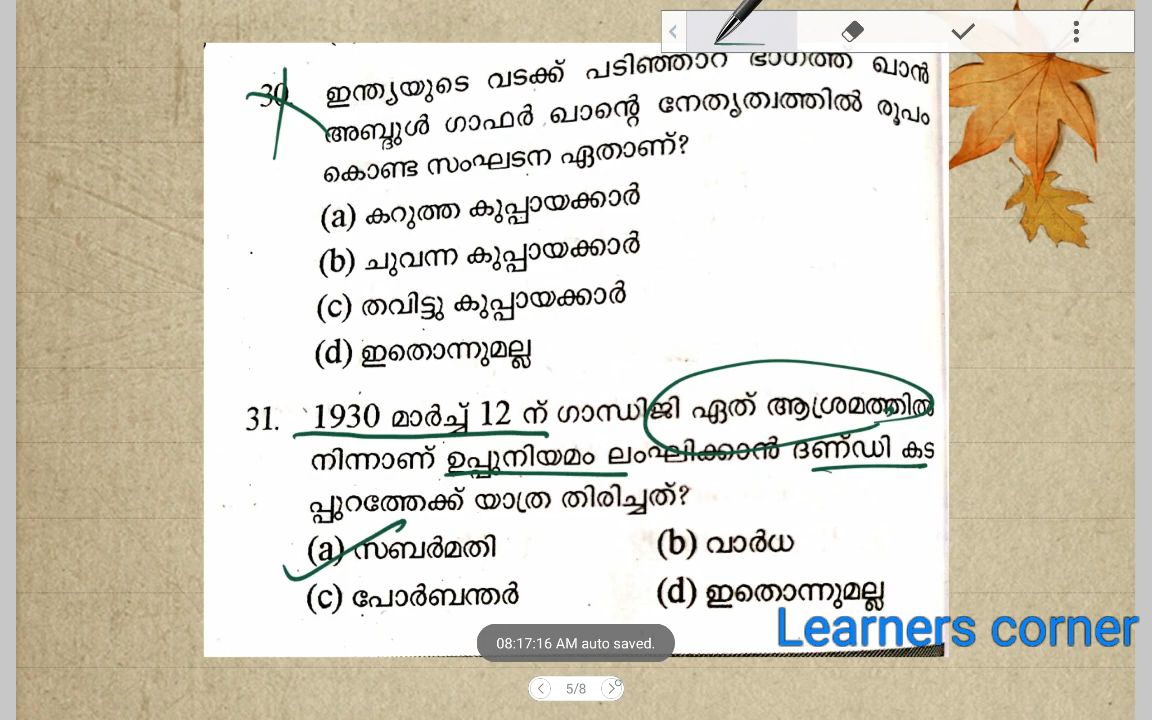 30. ഇന്ത്യയുടെ വടക്ക് പടിഞ്ഞാറ് ഭാഗത്ത് ഖാൻ
അബ്ദുൾ ഗാഫർ ഖാന്റെ നേതൃത്വത്തിൽ രൂപം
കൊണ്ട സംഘടന ഏതാണ്?
(a) കറുത്ത കുപ്പായക്കാർ
(b) ചുവന്ന കുപ്പായക്കാർ
(c) തവിട്ടു കുപ്പായക്കാർ
(d) ഇതൊന്നുമല്ല
31. 1930 മാർച്ച് 12 ന് ഗാന്ധിജി ഏത് ആശ്രമത്തിൽ
നിന്നാണ് ഉപ്പുനിയമം ലംഘിക്കാൻ ദണ്ഡി കട
പ്പുറത്തേക്ക് യാത്ര തിരിച്ചത്?
(a) സബർമതി (b) വാർധ
(c) പോർബന്തർ (d) ഇതൊന്നുമല്ല
Learners corner
08:17:16 AM auto saved.
5/8